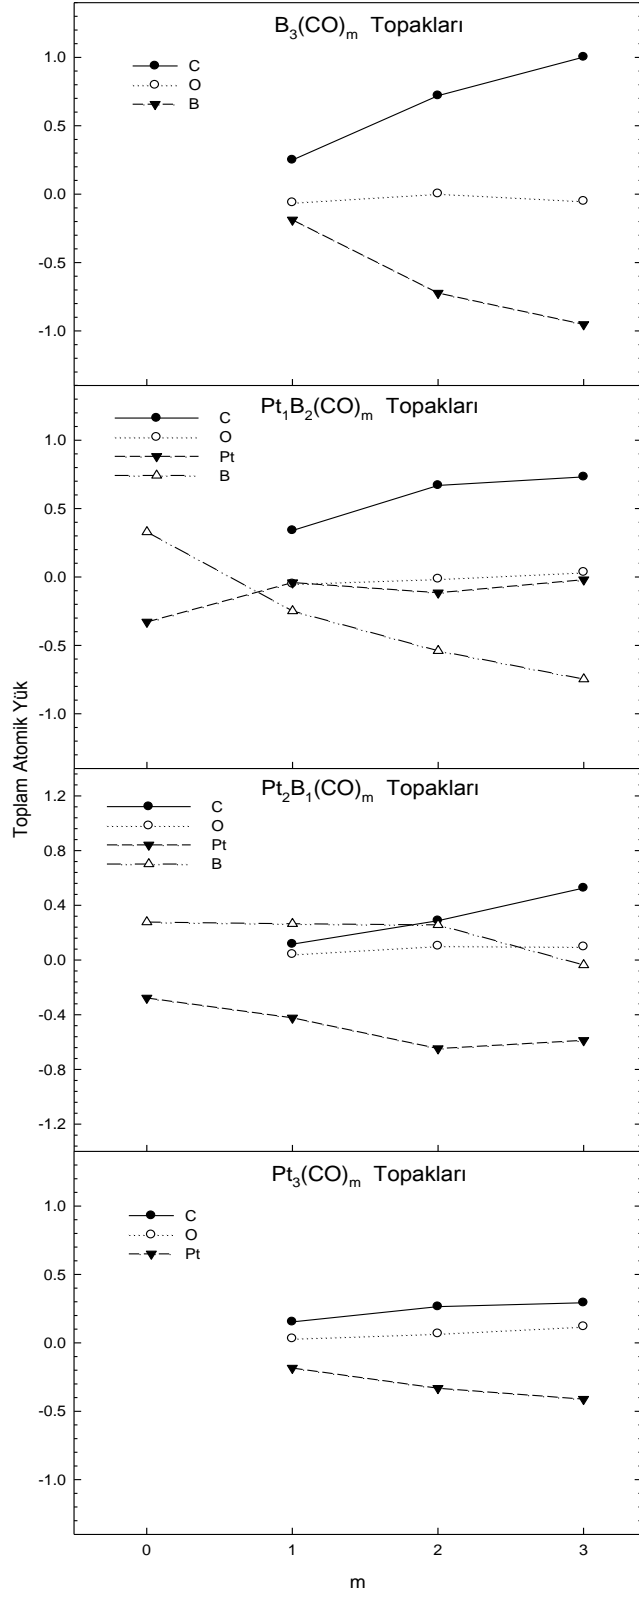 B₃(CO)ₘ Topakları
C
O
B
1.0
0.5
0.0
-0.5
-1.0
Pt₁B₂(CO)ₘ Topakları
C
O
Pt
B
1.0
0.5
0.0
-0.5
-1.0
Toplam Atomik Yük
Pt₂B₁(CO)ₘ Topakları
C
O
Pt
B
1.2
0.8
0.4
0.0
-0.4
-0.8
-1.2
Pt₃(CO)ₘ Topakları
C
O
Pt
1.0
0.5
0.0
-0.5
-1.0
0 1 2 3
m